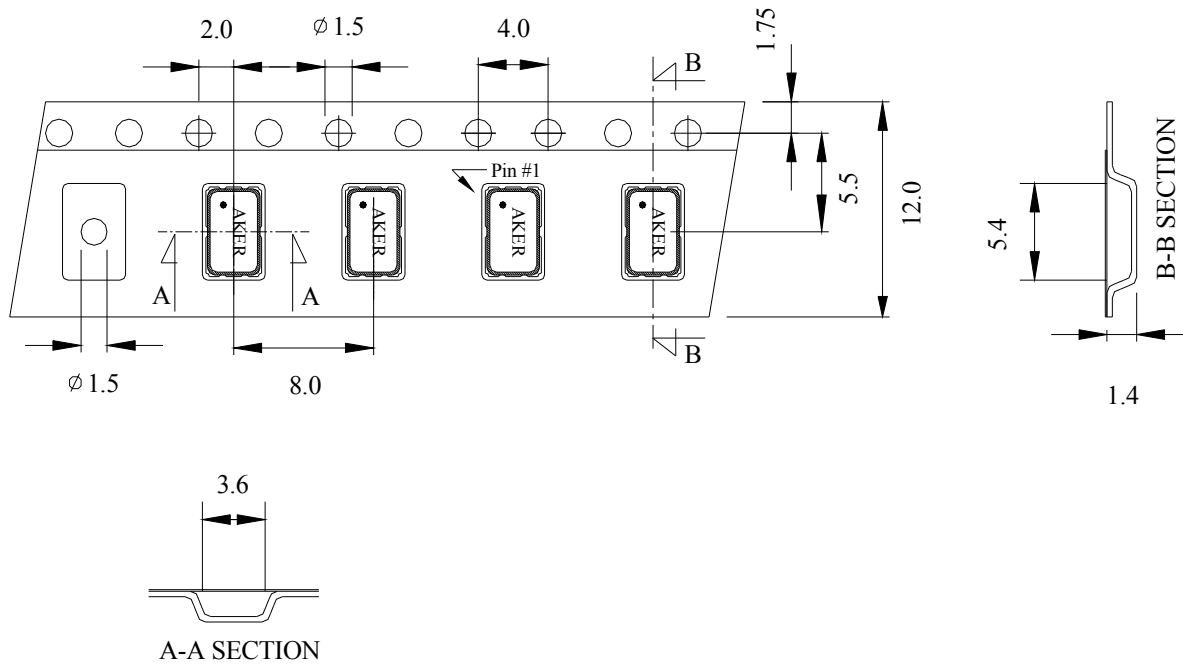 2.0
⌀ 1.5
4.0
1.75
B
Pin #1
AKER
AKER
AKER
AKER
5.5
12.0
5.4
B-B SECTION
A
A
B
⌀ 1.5
8.0
1.4
3.6
A-A SECTION